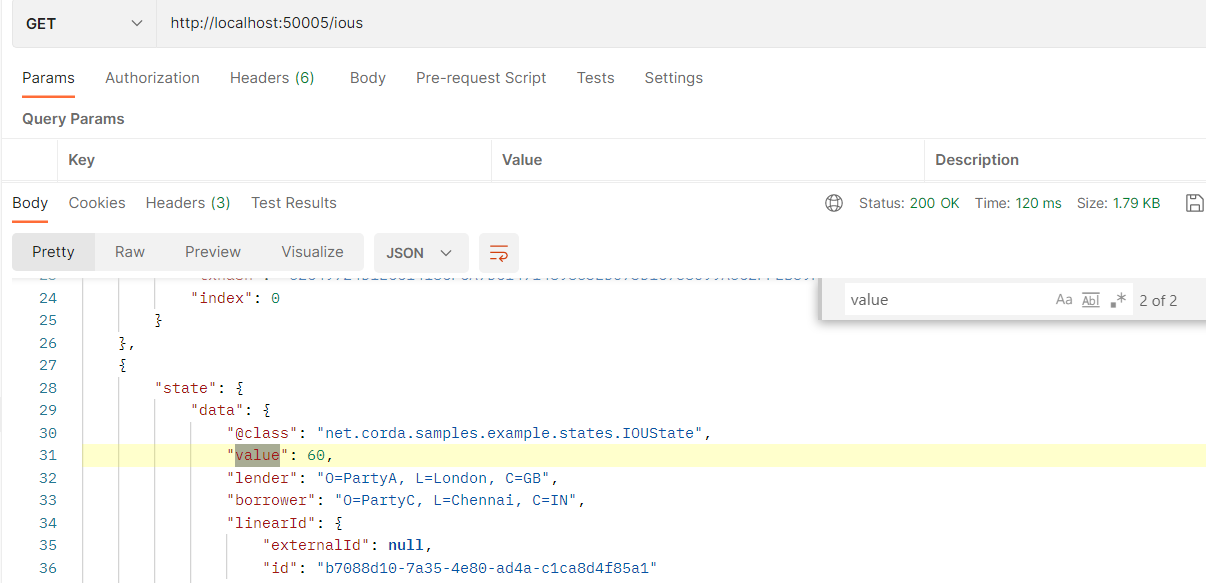 GET http://localhost:50005/ious
Params Authorization Headers (6) Body Pre-request Script Tests Settings
Query Params
Key Value Description
Body Cookies Headers (3) Test Results Status: 200 OK Time: 120 ms Size: 1.79 KB
Pretty Raw Preview Visualize JSON
value Aa Abl .* 2 of 2
24 "index": 0
25 }
26 },
27 {
28 "state": {
29 "data": {
30 "@class": "net.corda.samples.example.states.IOUState",
31 "value": 60,
32 "lender": "O=PartyA, L=London, C=GB",
33 "borrower": "O=PartyC, L=Chennai, C=IN",
34 "linearId": {
35 "externalId": null,
36 "id": "b7088d10-7a35-4e80-ad4a-c1ca8d4f85a1"